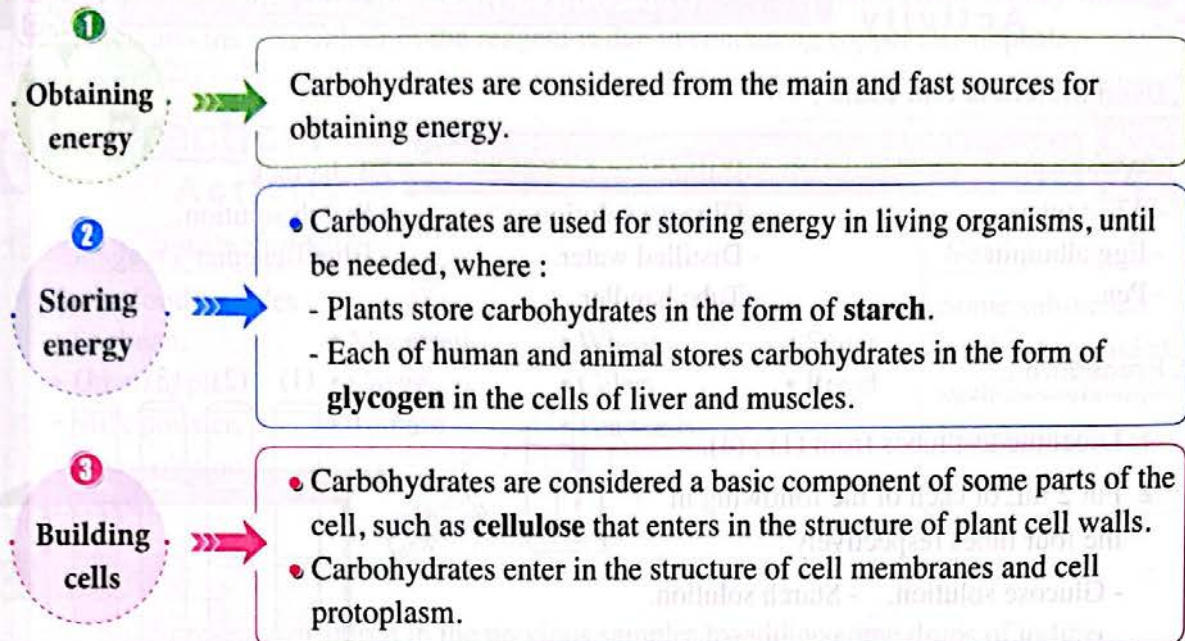 1
Obtaining
energy
Carbohydrates are considered from the main and fast sources for
obtaining energy.
2
Storing
energy
• Carbohydrates are used for storing energy in living organisms, until
be needed, where :
- Plants store carbohydrates in the form of starch.
- Each of human and animal stores carbohydrates in the form of
glycogen in the cells of liver and muscles.
3
Building
cells
• Carbohydrates are considered a basic component of some parts of the
cell, such as cellulose that enters in the structure of plant cell walls.
• Carbohydrates enter in the structure of cell membranes and cell
protoplasm.
- Glucose solution. - Starch solution.